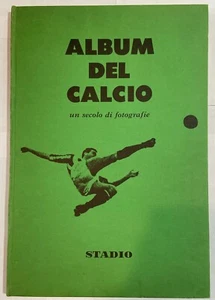 ALBUM
DEL
CALCIO
un secolo di fotografie
STADIO